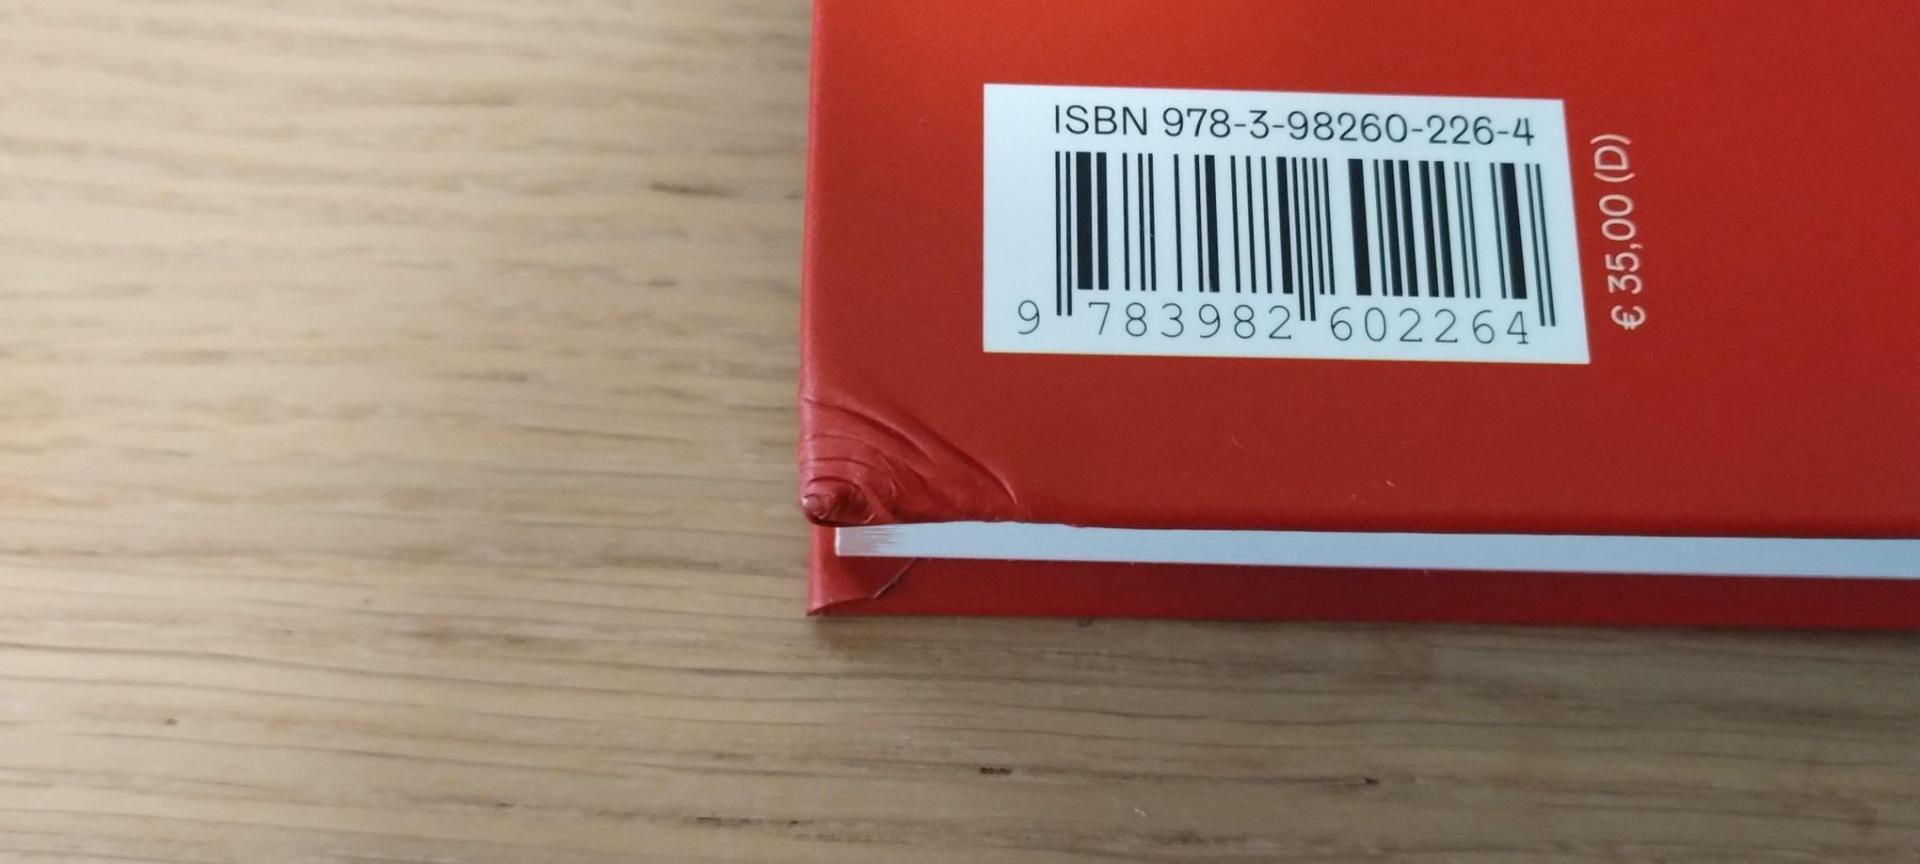 ISBN 978-3-98260-226-4
9 783982 602264
€ 35,00 (D)